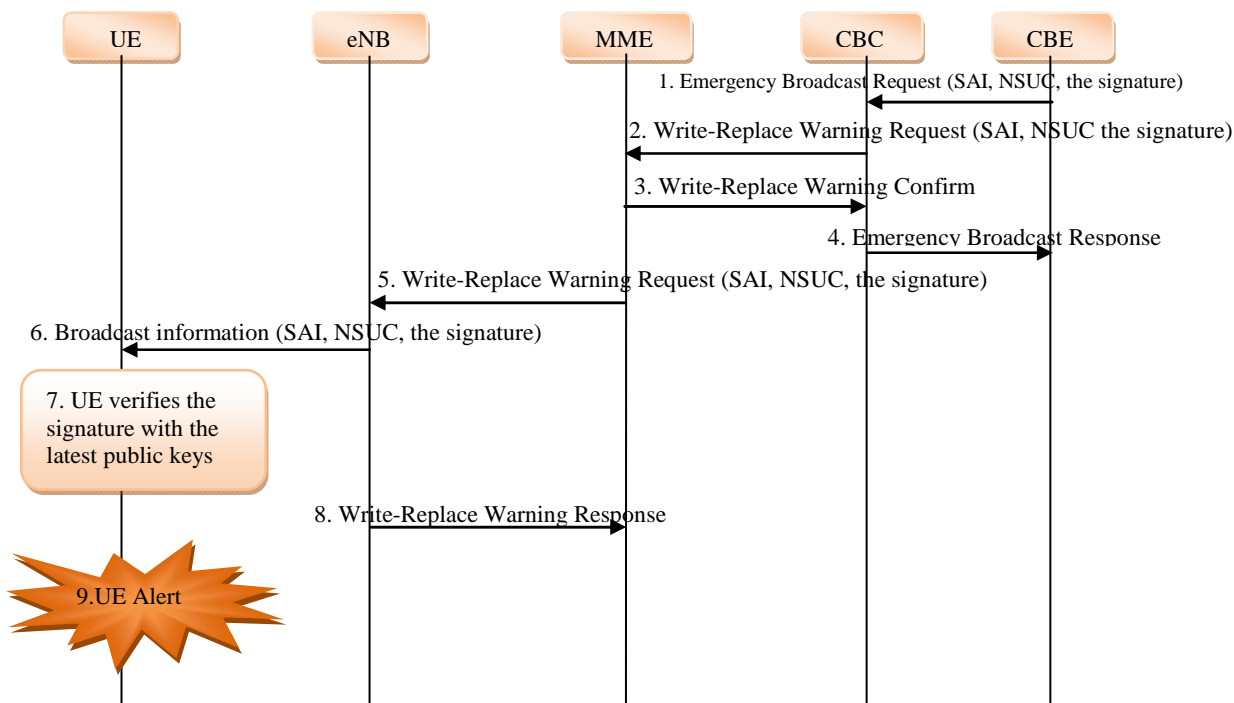 UE
eNB
MME
CBC
CBE
1. Emergency Broadcast Request (SAI, NSUC, the signature)
2. Write-Replace Warning Request (SAI, NSUC the signature)
3. Write-Replace Warning Confirm
4. Emergency Broadcast Response
5. Write-Replace Warning Request (SAI, NSUC, the signature)
6. Broadcast information (SAI, NSUC, the signature)
7. UE verifies the
signature with the
latest public keys
8. Write-Replace Warning Response
9.UE Alert